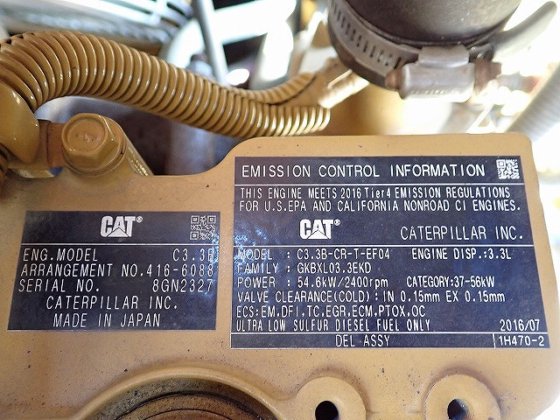 CAT®
ENG.MODEL C3.3B
ARRANGEMENT NO.416-6088
SERIAL NO. 8GN2327
CATERPILLAR INC.
MADE IN JAPAN
EMISSION CONTROL INFORMATION
THIS ENGINE MEETS 2016 Tier4 EMISSION REGULATIONS
FOR U.S.EPA AND CALIFORNIA NONROAD CI ENGINES.
CAT® CATERPILLAR INC.
MODEL : C3.3B-CR-T-EF04 ENGINE DISP.:3.3L
FAMILY : GKBXL03.3EKD
POWER : 54.6kW/2400rpm CATEGORY:37-56kW
VALVE CLEARANCE(COLD): IN 0.15mm EX 0.15mm
ECS:EM,DFI,TC,EGR,ECM,PTOX,OC
ULTRA LOW SULFUR DIESEL FUEL ONLY 2016/07
DEL ASSY 1H470-2